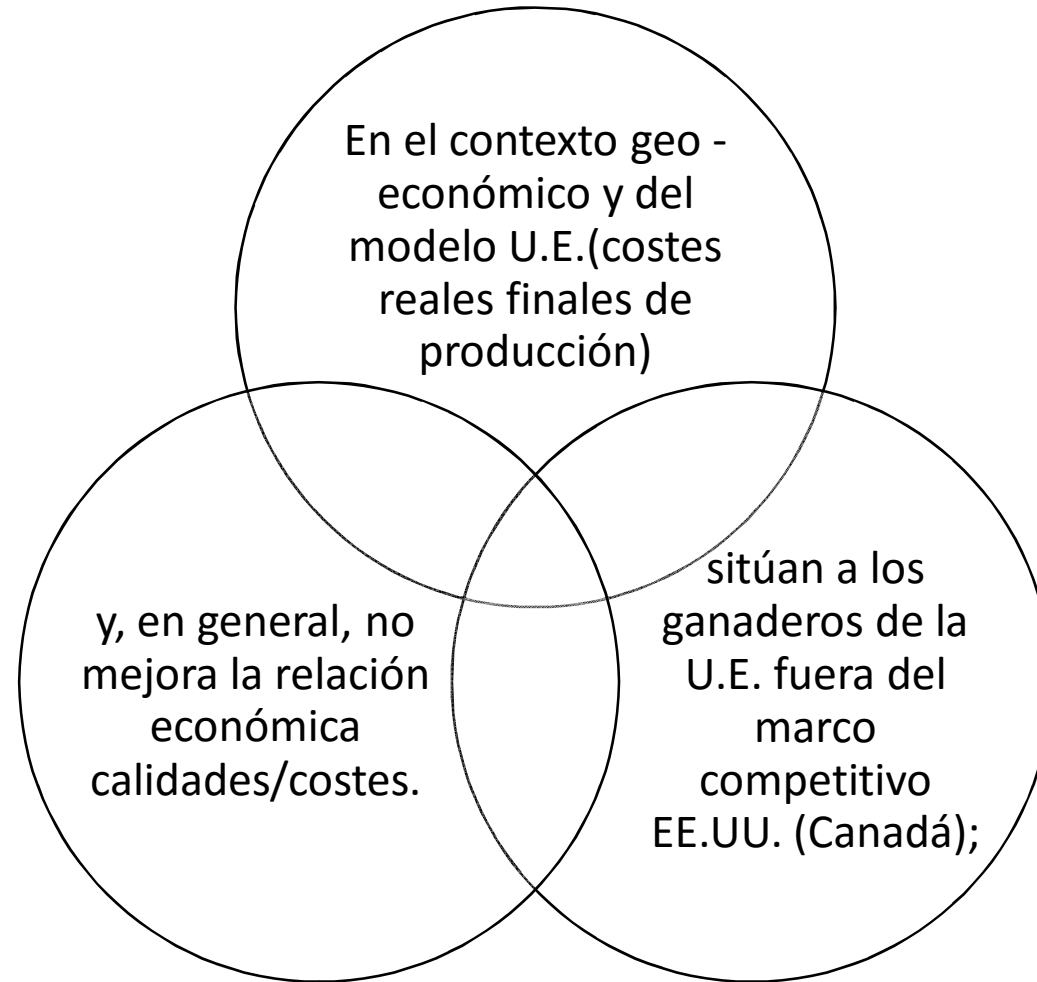 En el contexto geo -
económico y del
modelo U.E.(costes
reales finales de
producción)
sitúan a los
ganaderos de la
U.E. fuera del
marco
competitivo
EE.UU. (Canadá);
y, en general, no
mejora la relación
económica
calidades/costes.